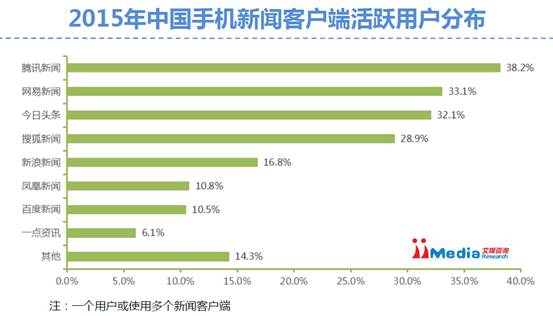 2015年中国手机新闻客户端活跃用户分布
腾讯新闻 38.2%
网易新闻 33.1%
今日头条 32.1%
搜狐新闻 28.9%
新浪新闻 16.8%
凤凰新闻 10.8%
百度新闻 10.5%
一点资讯 6.1%
其他 14.3%
iiMedia 艾媒咨询
Research
0.0% 5.0% 10.0% 15.0% 20.0% 25.0% 30.0% 35.0% 40.0%
注：一个用户或使用多个新闻客户端